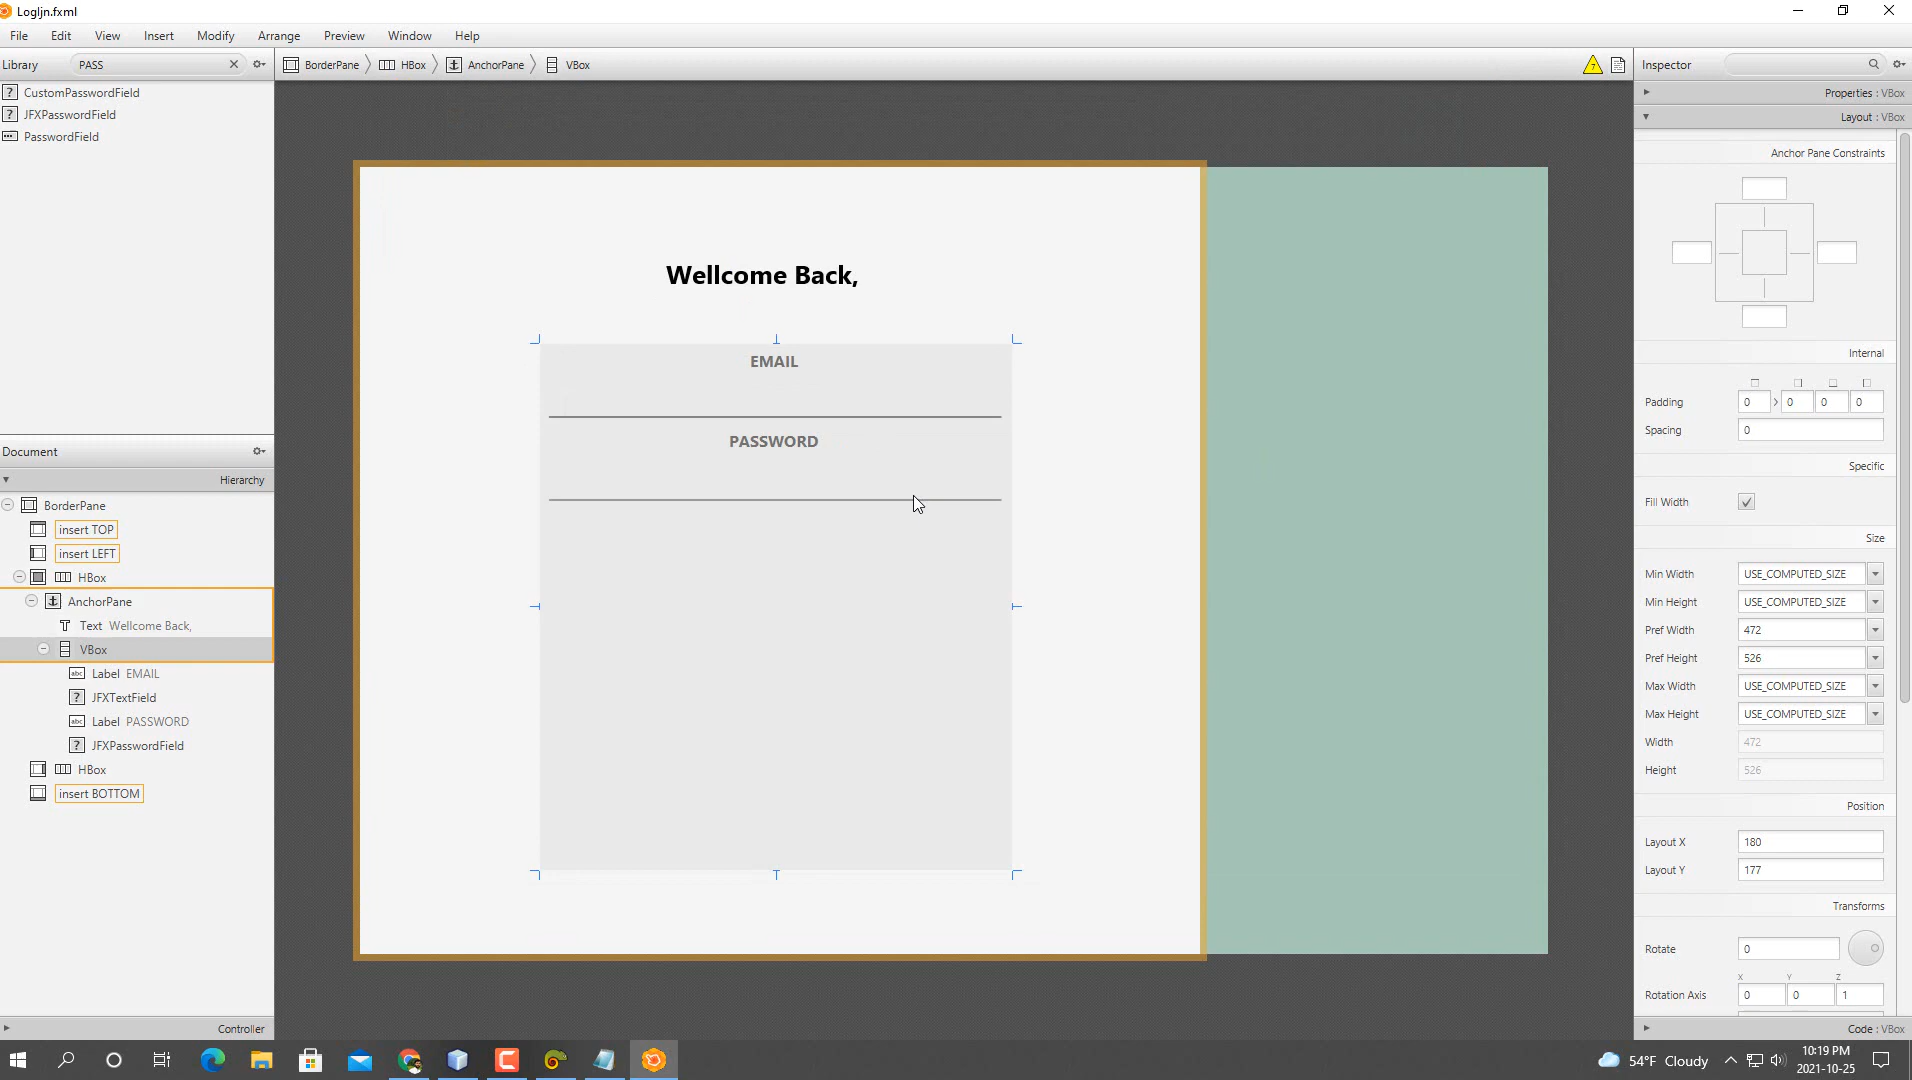 LogIjn.fxml
File Edit View Insert Modify Arrange Preview Window Help
Library PASS
BorderPane HBox AnchorPane VBox
Inspector
CustomPasswordField
JFXPasswordField
PasswordField
Properties : VBox
Layout : VBox
Anchor Pane Constraints
Wellcome Back,
EMAIL
PASSWORD
Internal
Padding 0 0 0 0
Spacing 0
Specific
Fill Width
Size
Min Width USE_COMPUTED_SIZE
Min Height USE_COMPUTED_SIZE
Pref Width 472
Pref Height 526
Max Width USE_COMPUTED_SIZE
Max Height USE_COMPUTED_SIZE
Width 472
Height 526
Position
Layout X 180
Layout Y 177
Transforms
Rotate 0
X Y Z
Rotation Axis 0 0 1
Code : VBox
Document
Hierarchy
BorderPane
insert TOP
insert LEFT
HBox
AnchorPane
Text Wellcome Back,
VBox
Label EMAIL
JFXTextField
Label PASSWORD
JFXPasswordField
HBox
insert BOTTOM
Controller
54°F Cloudy
10:19 PM
2021-10-25